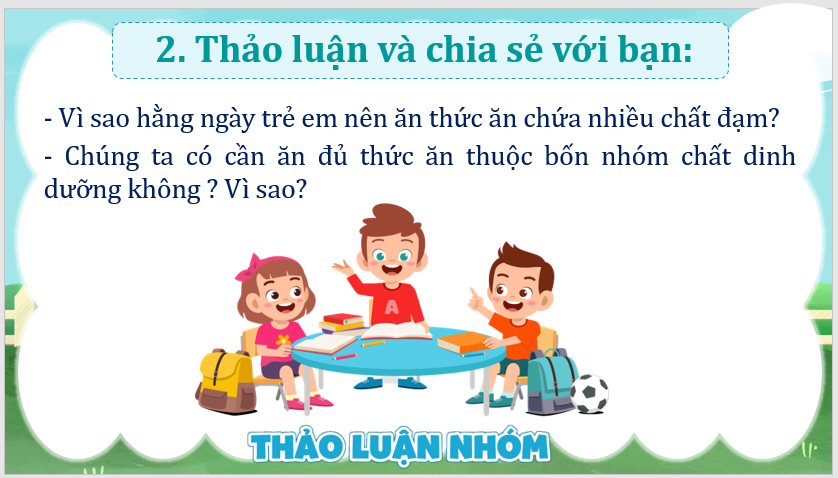 2. Thảo luận và chia sẻ với bạn:
- Vì sao hằng ngày trẻ em nên ăn thức ăn chứa nhiều chất đạm?
- Chúng ta có cần ăn đủ thức ăn thuộc bốn nhóm chất dinh
dưỡng không ? Vì sao?
A
THẢO LUẬN NHÓM